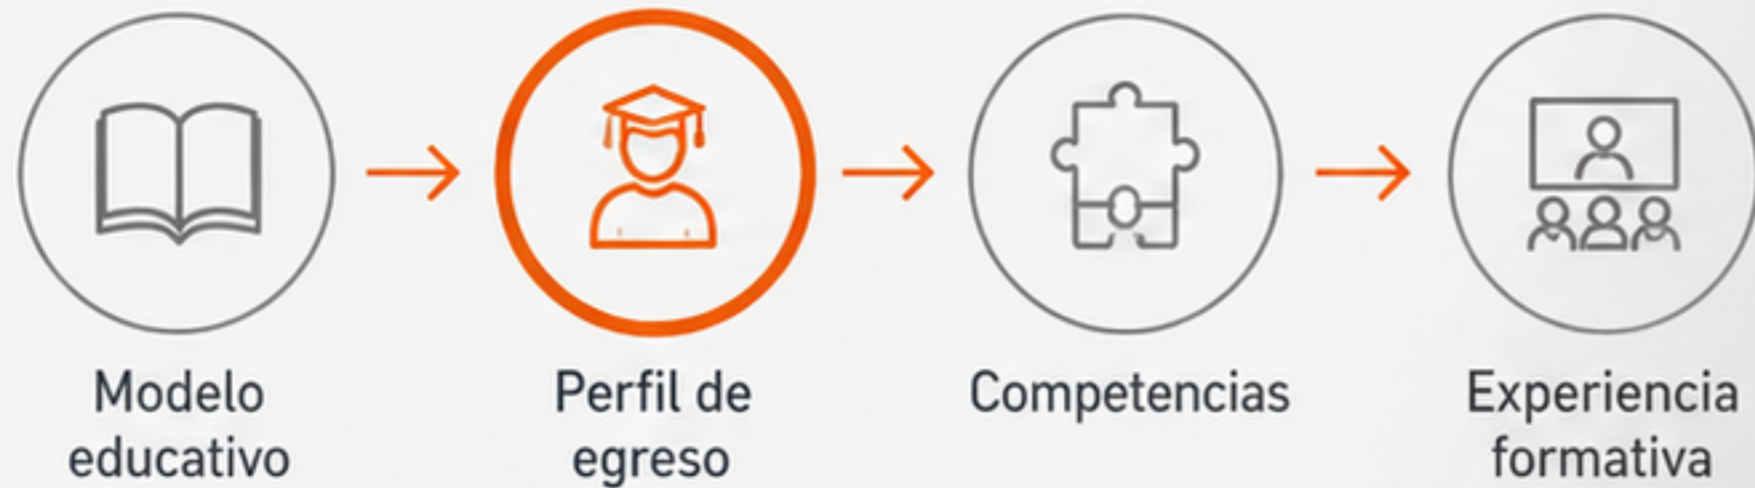 Modelo
educativo
Perfil de
egreso
Competencias
Experiencia
formativa